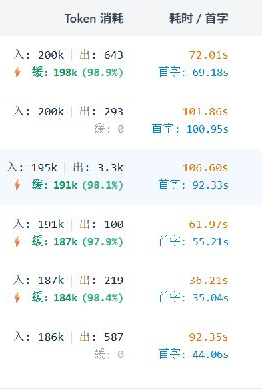 Token 消耗 耗时 / 首字
入: 200k | 出: 643 72.01s
缓: 198k (98.9%) 首字: 69.18s
入: 200k | 出: 293 101.86s
缓: 0 首字: 100.95s
入: 195k | 出: 3.3k 106.60s
缓: 191k (98.1%) 首字: 92.33s
入: 191k | 出: 100 61.97s
缓: 187k (97.9%) 首字: 55.21s
入: 187k | 出: 219 36.21s
缓: 184k (98.4%) 首字: 35.04s
入: 186k | 出: 587 92.35s
缓: 0 首字: 44.06s